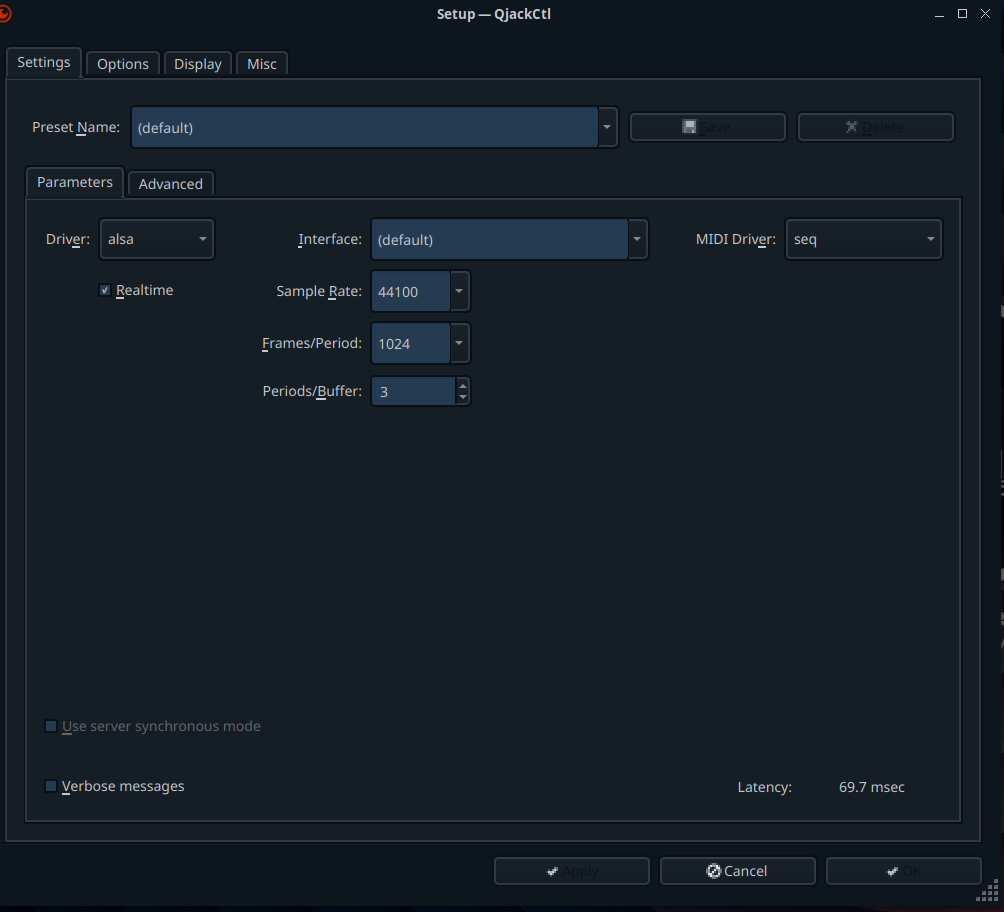 Setup — QjackCtl
Settings Options Display Misc
Preset Name: (default) Save Delete
Parameters Advanced
Driver: alsa Interface: (default) MIDI Driver: seq
Realtime Sample Rate: 44100
Frames/Period: 1024
Periods/Buffer: 3
Use server synchronous mode
Verbose messages Latency: 69.7 msec
Apply Cancel OK